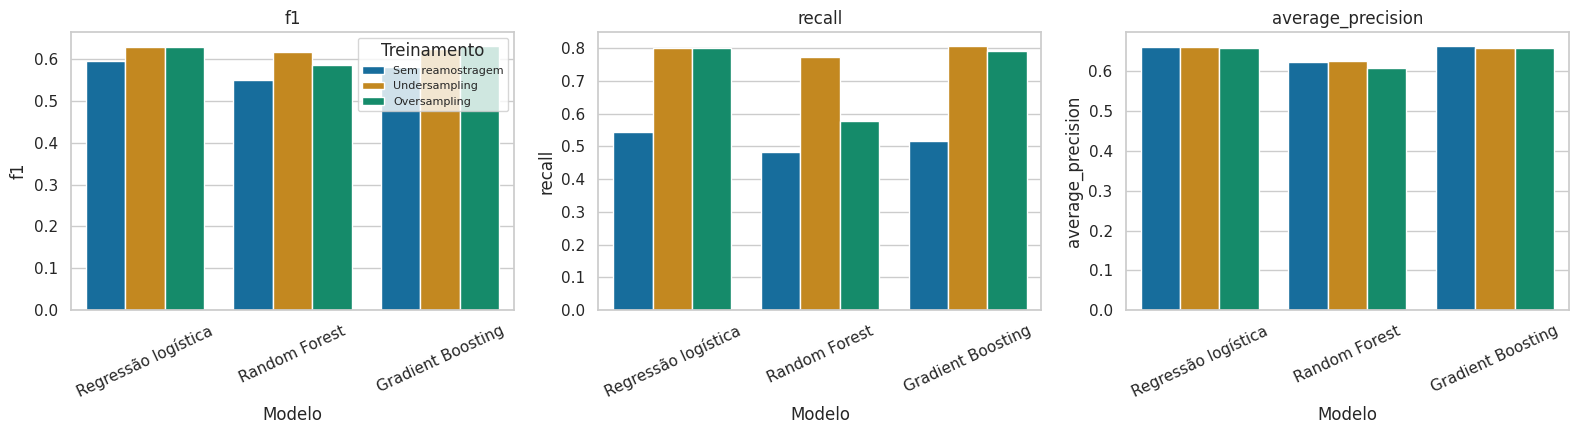 f1
f1
0.6
0.5
0.4
0.3
0.2
0.1
0.0
Treinamento
Sem reamostragem
Undersampling
Oversampling
Regressão logística
Random Forest
Gradient Boosting
Modelo
recall
recall
0.8
0.7
0.6
0.5
0.4
0.3
0.2
0.1
0.0
Regressão logística
Random Forest
Gradient Boosting
Modelo
average_precision
average_precision
0.6
0.5
0.4
0.3
0.2
0.1
0.0
Regressão logística
Random Forest
Gradient Boosting
Modelo